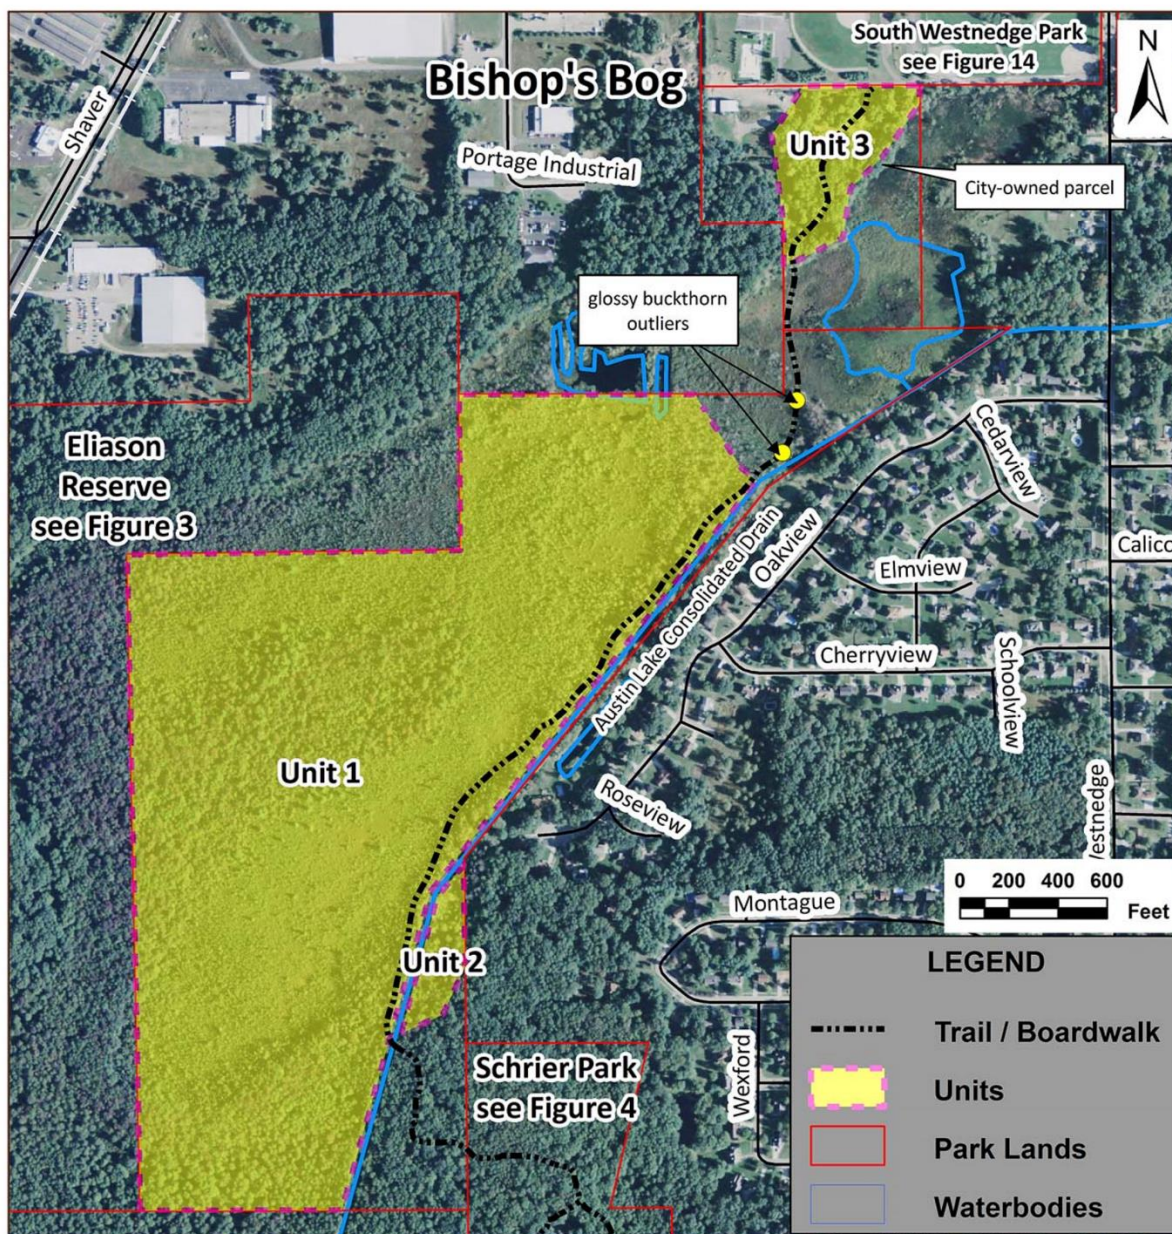 Bishop's Bog
South Westnedge Park
see Figure 14
N
Shaver
Portage Industrial
Unit 3
City-owned parcel
glossy buckthorn
outliers
Eliason
Reserve
see Figure 3
Cedarview
Oakview
Elmview
Calico
Austin Lake Consolidated Drain
Cherryview
Schoolview
Unit 1
Roseview
Westnedge
0 200 400 600
Feet
Montague
Unit 2
Wexford
Schrier Park
see Figure 4
LEGEND
Trail / Boardwalk
Units
Park Lands
Waterbodies